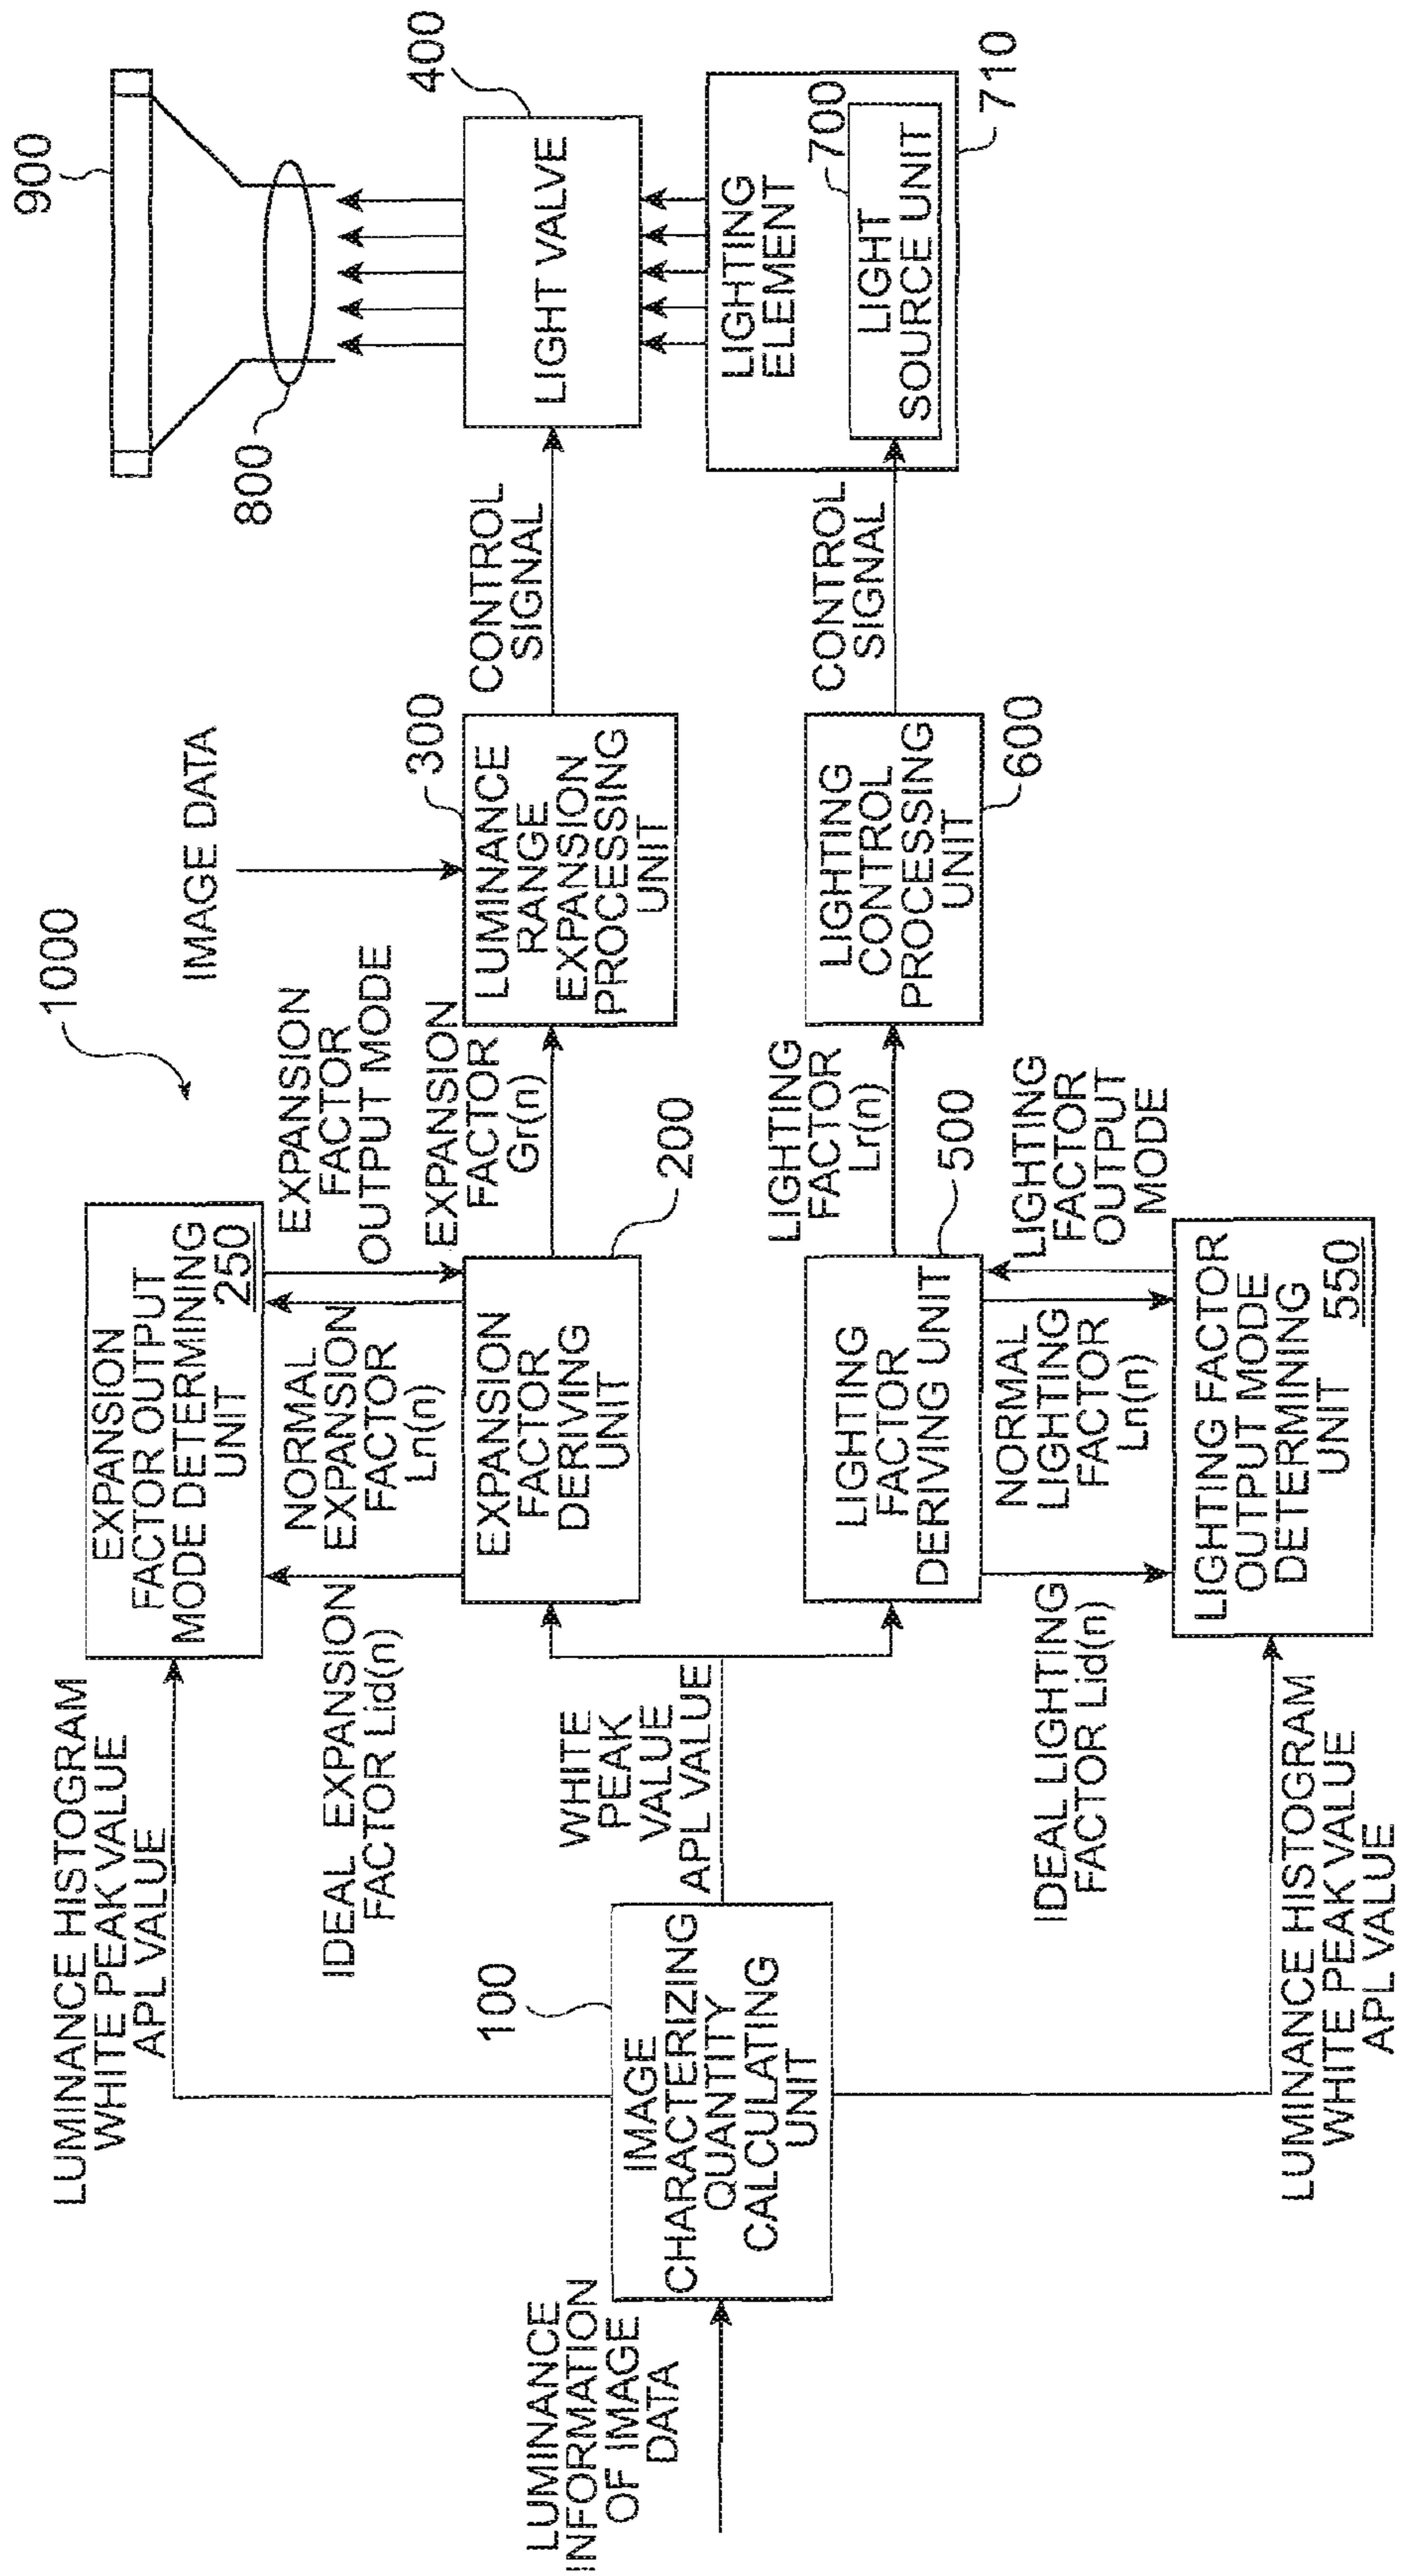 1000
LUMINANCE HISTOGRAM
WHITE PEAK VALUE
APL VALUE
EXPANSION
FACTOR OUTPUT
MODE DETERMINING
UNIT
250
IDEAL EXPANSION
FACTOR Lid(n)
NORMAL
EXPANSION
FACTOR
Ln(n)
EXPANSION
FACTOR
OUTPUT MODE
IMAGE DATA
900
800
LUMINANCE
INFORMATION
OF IMAGE
DATA
100
IMAGE
CHARACTERIZING
QUANTITY
CALCULATING
UNIT
WHITE
PEAK
VALUE
APL VALUE
EXPANSION
FACTOR
DERIVING
UNIT
200
EXPANSION
FACTOR
Gr(n)
300
LUMINANCE
RANGE
EXPANSION
PROCESSING
UNIT
CONTROL
SIGNAL
400
LIGHT VALVE
LIGHTING
FACTOR
DERIVING UNIT
500
LIGHTING
FACTOR
Lr(n)
LIGHTING
CONTROL
PROCESSING
UNIT
600
CONTROL
SIGNAL
LIGHTING
ELEMENT
700
LIGHT
SOURCE UNIT
710
IDEAL LIGHTING
FACTOR Lid(n)
NORMAL
LIGHTING
FACTOR
Ln(n)
LIGHTING
FACTOR
OUTPUT
MODE
LUMINANCE HISTOGRAM
WHITE PEAK VALUE
APL VALUE
LIGHTING FACTOR
OUTPUT MODE
DETERMINING
UNIT
550